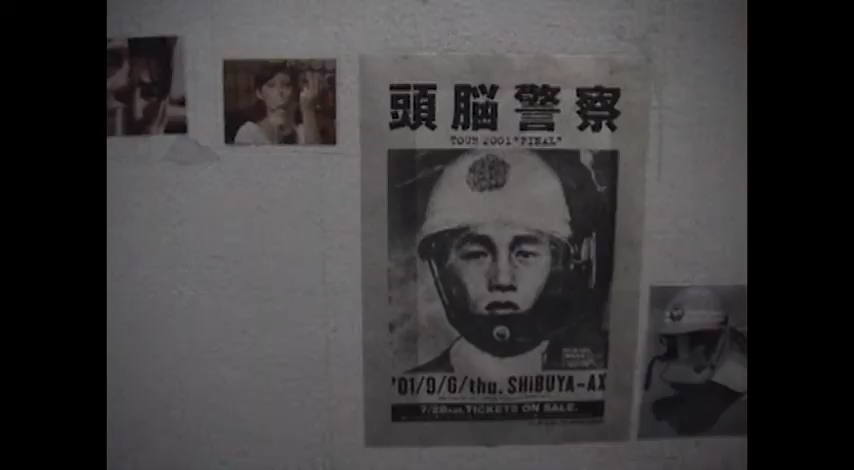 頭脳警察
TOUR 2001 "FINAL"
'01/9/6/thu. SHiBUYA-AX
TICKETS ON SALE.